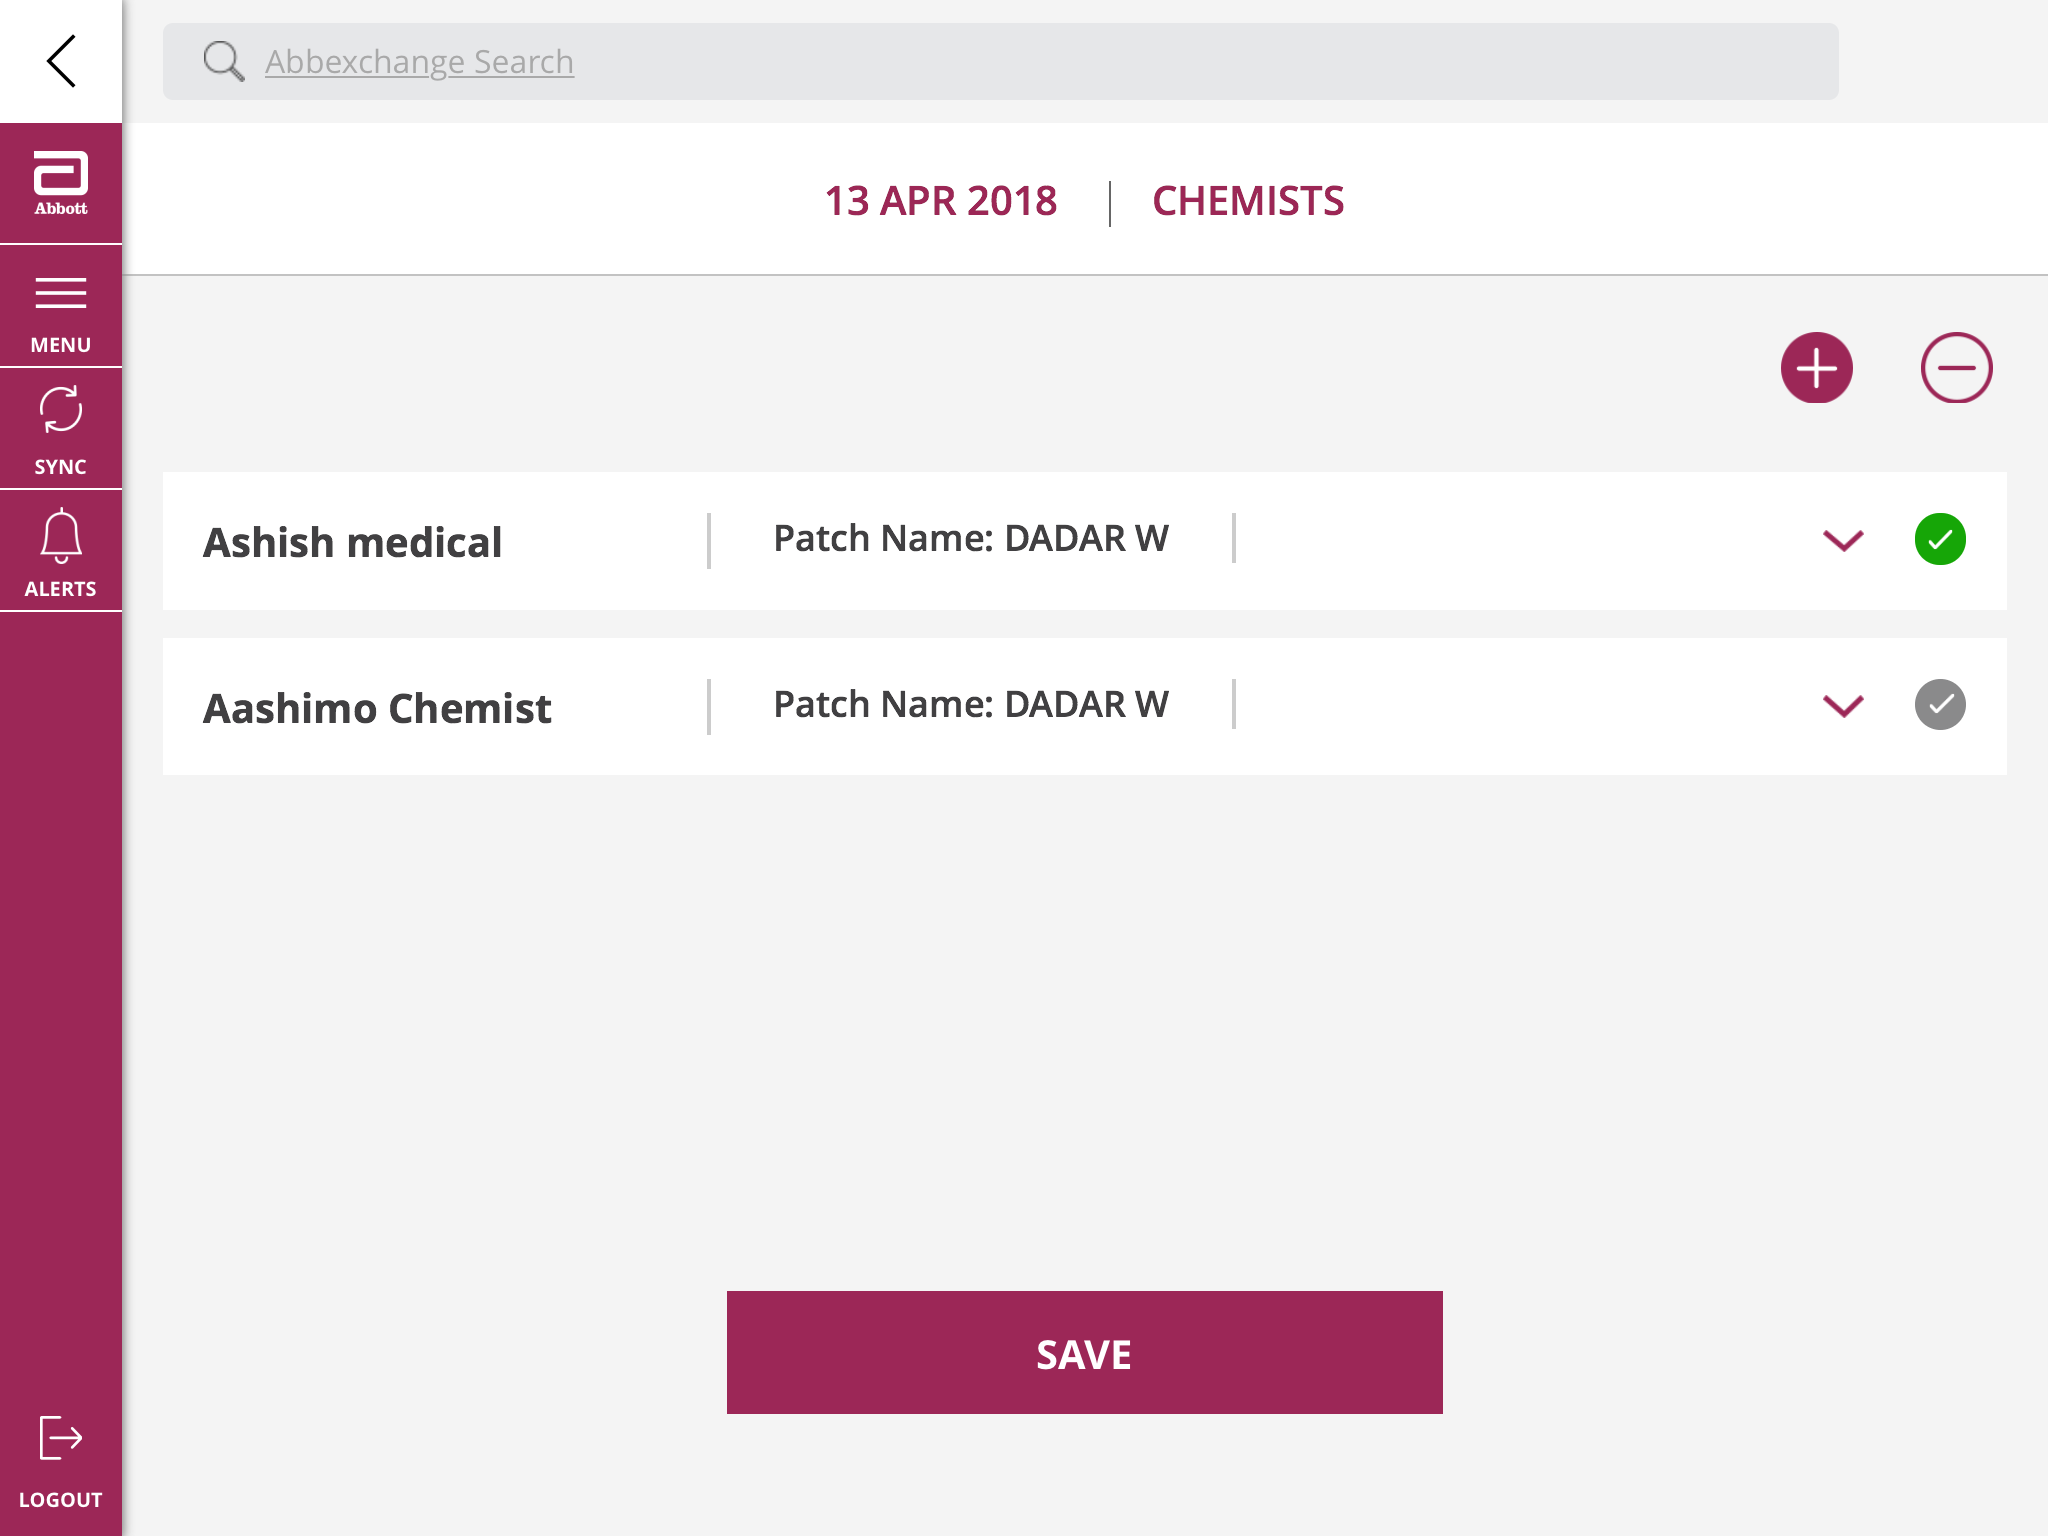 Abbexchange Search
Abbott
13 APR 2018 | CHEMISTS
MENU
SYNC
ALERTS
Ashish medical | Patch Name: DADAR W |
Aashimo Chemist | Patch Name: DADAR W |
SAVE
LOGOUT